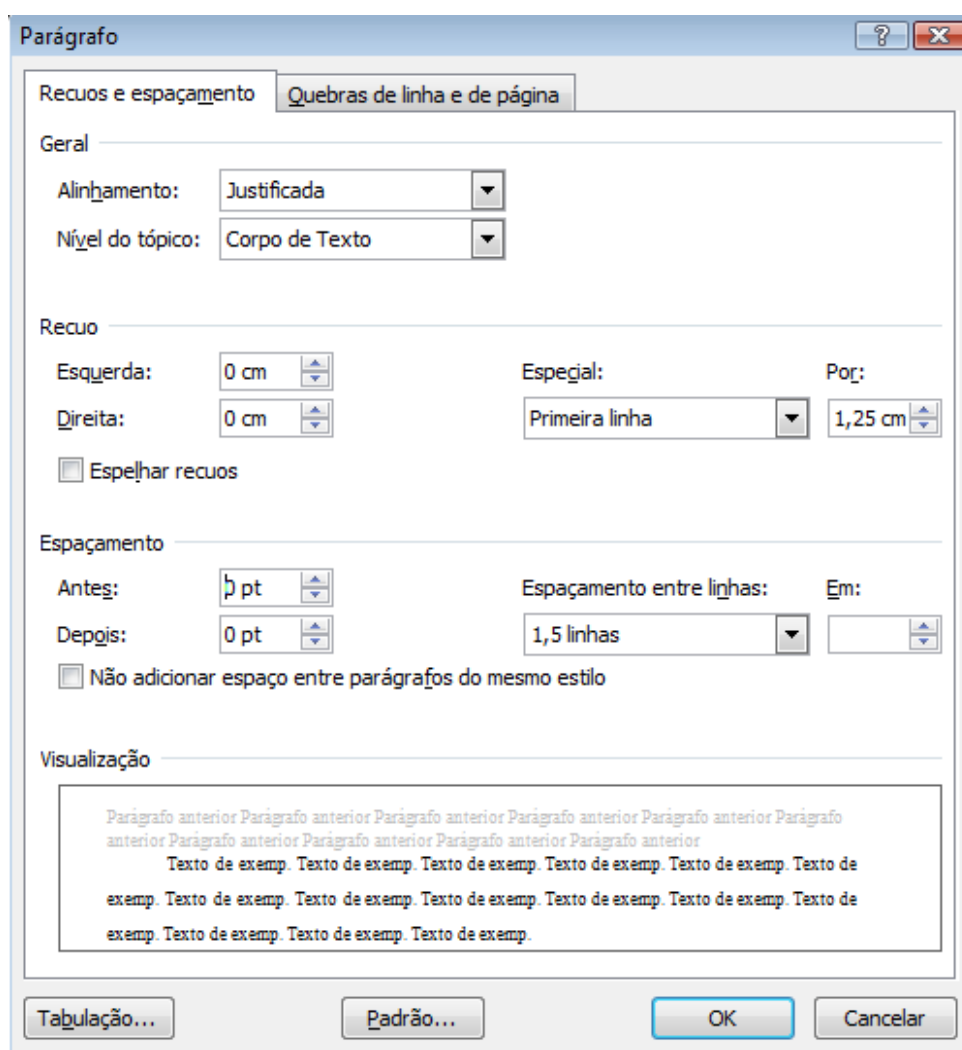 Parágrafo
Recuos e espaçamento Quebras de linha e de página
Geral
Alinhamento: Justificada
Nível do tópico: Corpo de Texto
Recuo
Esquerda: 0 cm Especial: Por:
Direita: 0 cm Primeira linha 1,25 cm
Espelhar recuos
Espaçamento
Antes: 0 pt Espaçamento entre linhas: Em:
Depois: 0 pt 1,5 linhas
Não adicionar espaço entre parágrafos do mesmo estilo
Visualização
Parágrafo anterior Parágrafo anterior Parágrafo anterior Parágrafo anterior Parágrafo anterior Parágrafo
anterior Parágrafo anterior Parágrafo anterior Parágrafo anterior Parágrafo anterior
Texto de exemp. Texto de exemp. Texto de exemp. Texto de exemp. Texto de exemp. Texto de
exemp. Texto de exemp. Texto de exemp. Texto de exemp. Texto de exemp. Texto de exemp. Texto de
exemp. Texto de exemp. Texto de exemp. Texto de exemp.
Tabulação... Padrão... OK Cancelar